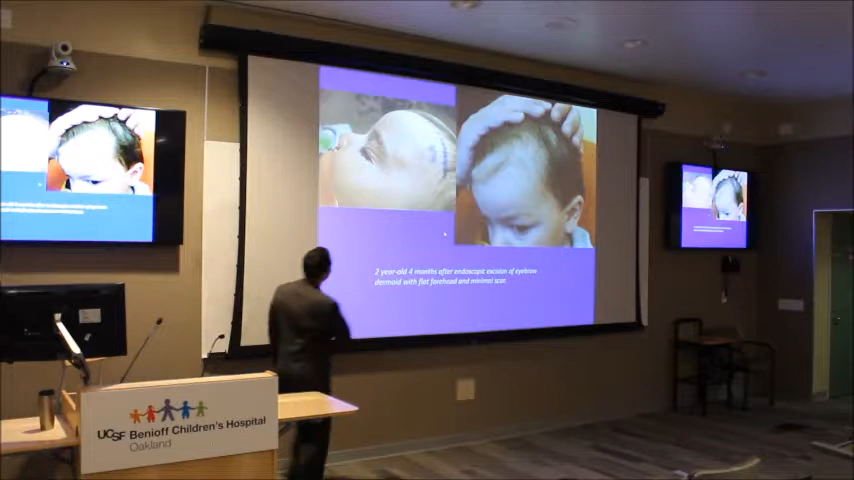 2 year-old 4 months after endoscopic excision of eyebrow
dermoid with flat forehead and minimal scar.
UCSF Benioff Children's Hospital
Oakland